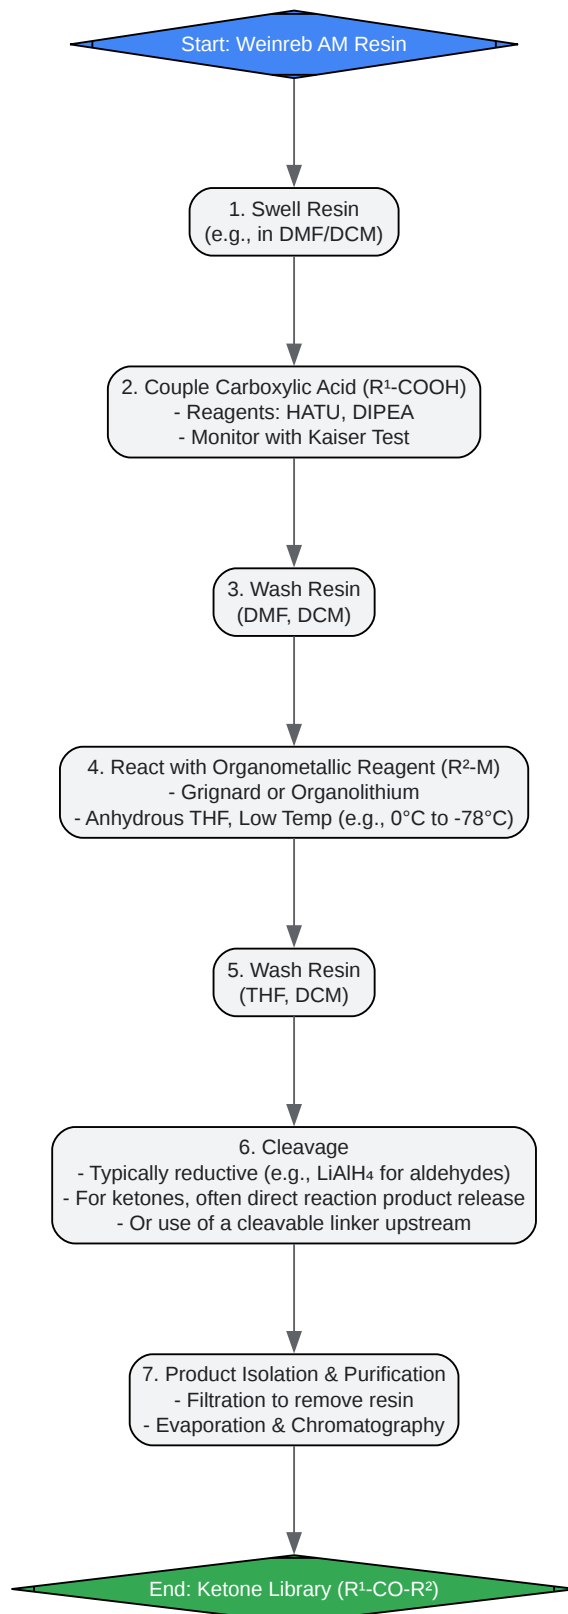 Start: Weinreb AM Resin
1. Swell Resin
(e.g., in DMF/DCM)
2. Couple Carboxylic Acid (R¹-COOH)
- Reagents: HATU, DIPEA
- Monitor with Kaiser Test
3. Wash Resin
(DMF, DCM)
4. React with Organometallic Reagent (R²-M)
- Grignard or Organolithium
- Anhydrous THF, Low Temp (e.g., 0°C to -78°C)
5. Wash Resin
(THF, DCM)
6. Cleavage
- Typically reductive (e.g., LiAlH₄ for aldehydes)
- For ketones, often direct reaction product release
- Or use of a cleavable linker upstream
7. Product Isolation & Purification
- Filtration to remove resin
- Evaporation & Chromatography
End: Ketone Library (R¹-CO-R²)